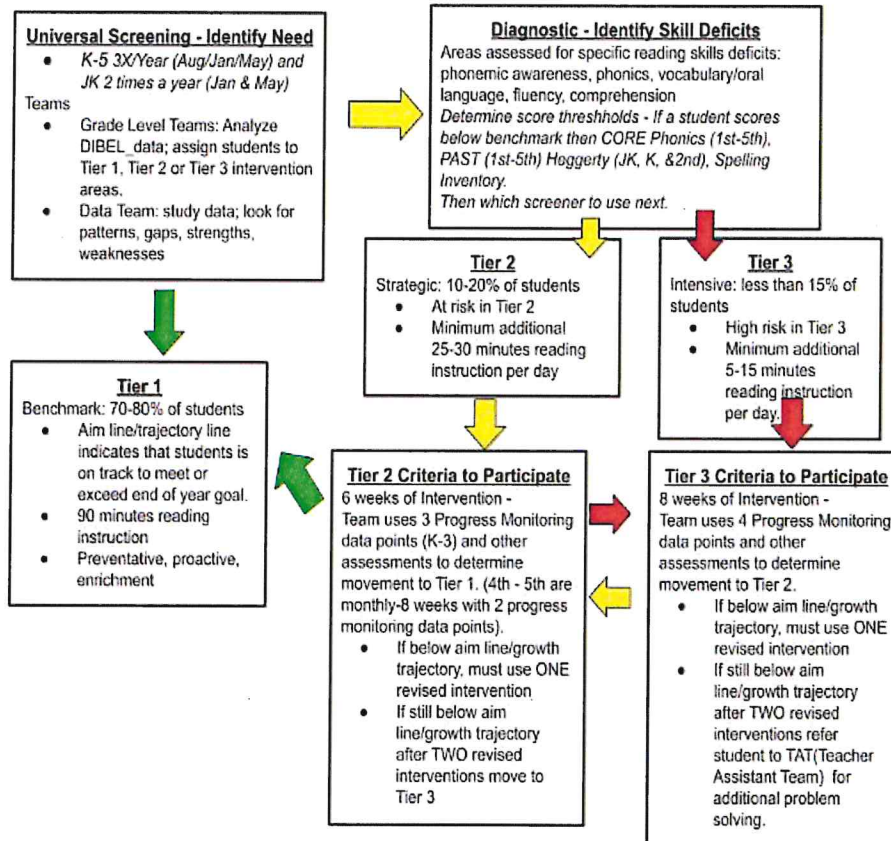 Universal Screening - Identify Need
● K-5 3X/Year (Aug/Jan/May) and
JK 2 times a year (Jan & May)
Teams
● Grade Level Teams: Analyze
DIBEL_data; assign students to
Tier 1, Tier 2 or Tier 3 intervention
areas.
● Data Team: study data; look for
patterns, gaps, strengths,
weaknesses
Diagnostic - Identify Skill Deficits
Areas assessed for specific reading skills deficits:
phonemic awareness, phonics, vocabulary/oral
language, fluency, comprehension
Determine score threshholds - If a student scores
below benchmark then CORE Phonics (1st-5th),
PAST (1st-5th) Heggerty (JK, K, &2nd), Spelling
Inventory.
Then which screener to use next.
Tier 2
Strategic: 10-20% of students
● At risk in Tier 2
● Minimum additional
25-30 minutes reading
instruction per day
Tier 3
Intensive: less than 15% of
students
● High risk in Tier 3
● Minimum additional
5-15 minutes
reading instruction
per day.
Tier 1
Benchmark: 70-80% of students
● Aim line/trajectory line
indicates that students is
on track to meet or
exceed end of year goal.
● 90 minutes reading
instruction
● Preventative, proactive,
enrichment
Tier 2 Criteria to Participate
6 weeks of Intervention -
Team uses 3 Progress Monitoring
data points (K-3) and other
assessments to determine
movement to Tier 1. (4th - 5th are
monthly-8 weeks with 2 progress
monitoring data points).
● If below aim line/growth
trajectory, must use ONE
revised intervention
● If still below aim
line/growth trajectory
after TWO revised
interventions move to
Tier 3
Tier 3 Criteria to Participate
8 weeks of Intervention -
Team uses 4 Progress Monitoring
data points and other
assessments to determine
movement to Tier 2.
● If below aim line/growth
trajectory, must use ONE
revised intervention
● If still below aim
line/growth trajectory
after TWO revised
interventions refer
student to TAT(Teacher
Assistant Team) for
additional problem
solving.